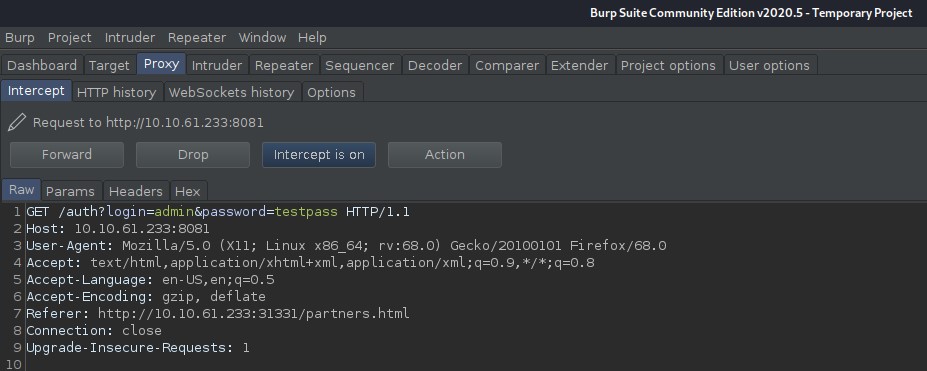 Burp Suite Community Edition v2020.5 - Temporary Project
Burp Project Intruder Repeater Window Help
Dashboard Target Proxy Intruder Repeater Sequencer Decoder Comparer Extender Project options User options
Intercept HTTP history WebSockets history Options
Request to http://10.10.61.233:8081
Forward Drop Intercept is on Action
Raw Params Headers Hex
1 GET /auth?login=admin&password=testpass HTTP/1.1
2 Host: 10.10.61.233:8081
3 User-Agent: Mozilla/5.0 (X11; Linux x86_64; rv:68.0) Gecko/20100101 Firefox/68.0
4 Accept: text/html,application/xhtml+xml,application/xml;q=0.9,*/*;q=0.8
5 Accept-Language: en-US,en;q=0.5
6 Accept-Encoding: gzip, deflate
7 Referer: http://10.10.61.233:31331/partners.html
8 Connection: close
9 Upgrade-Insecure-Requests: 1
10